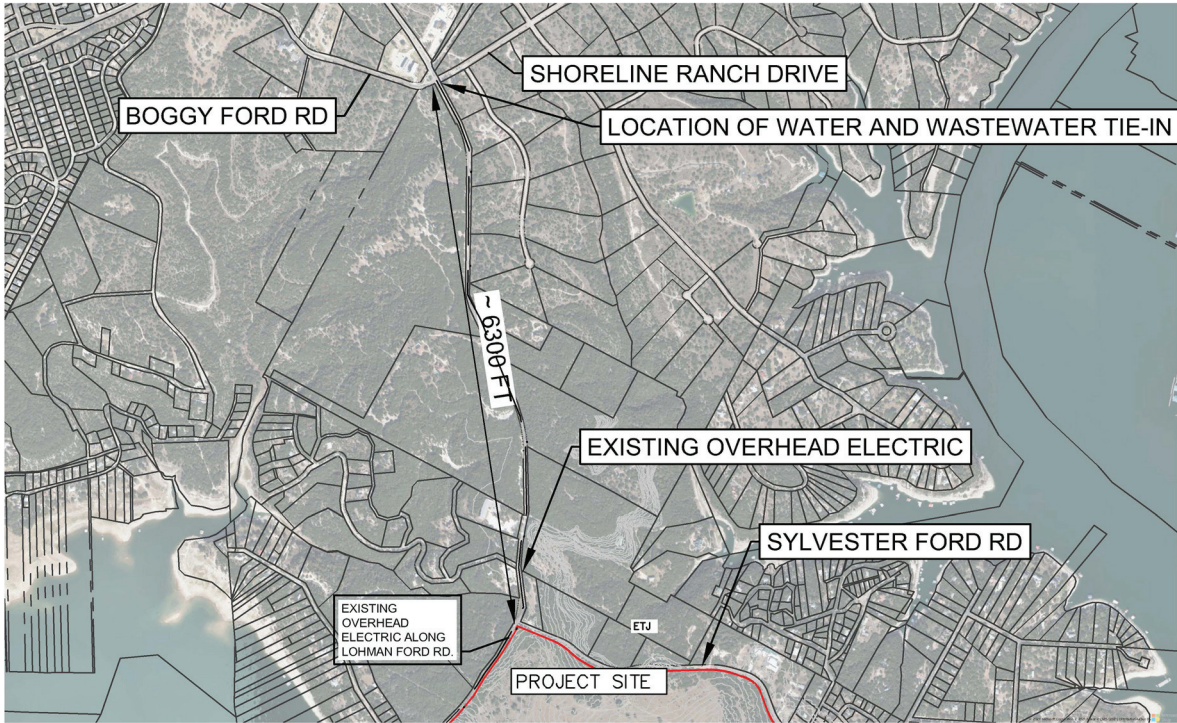 SHORELINE RANCH DRIVE
BOGGY FORD RD
LOCATION OF WATER AND WASTEWATER TIE-IN
~ 6300 FT
EXISTING OVERHEAD ELECTRIC
SYLVESTER FORD RD
EXISTING
OVERHEAD
ELECTRIC ALONG
LOHMAN FORD RD.
ETJ
PROJECT SITE